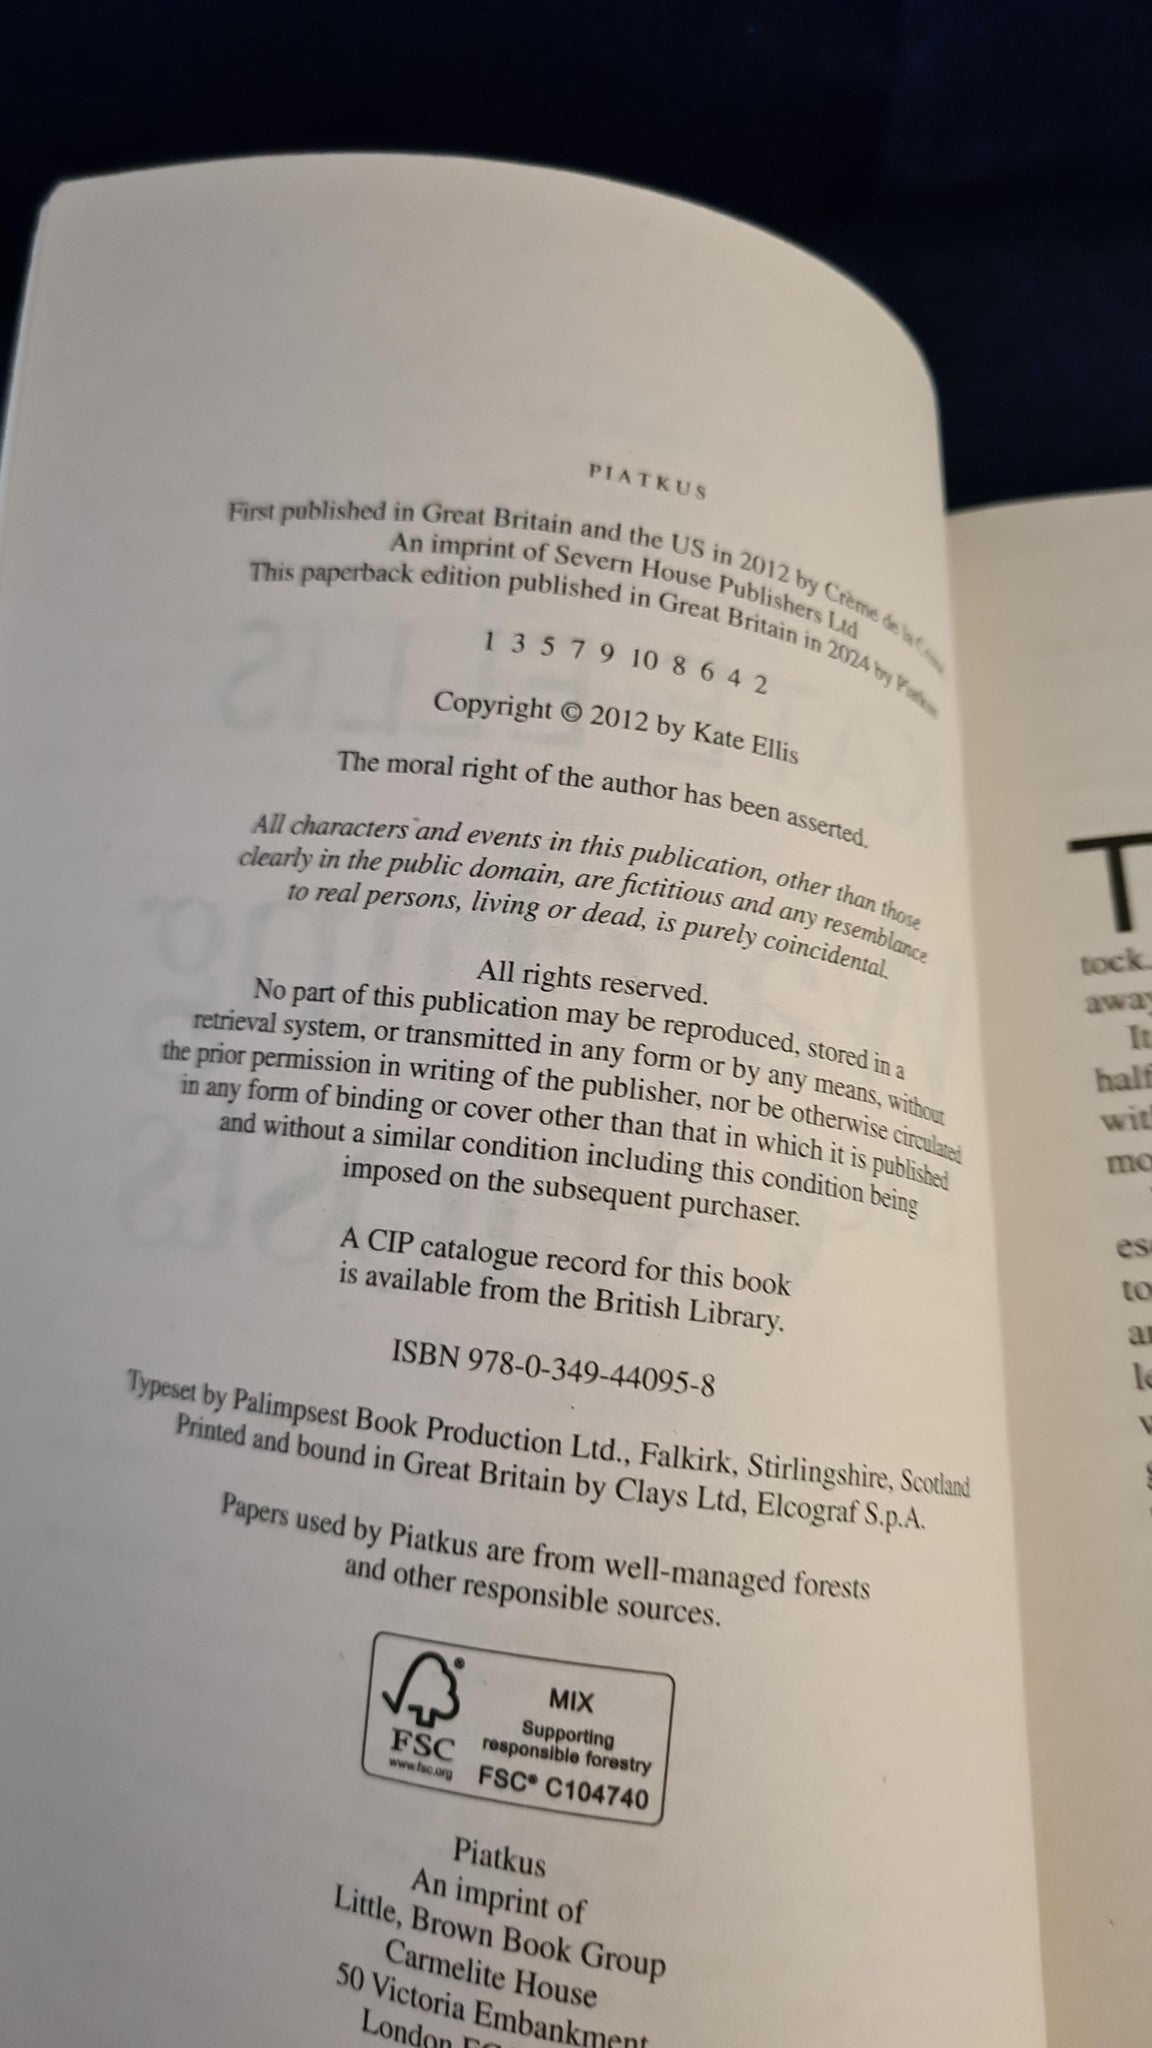 PIATKUS
First published in Great Britain and the US in 2012 by Crème de la Crime
An imprint of Severn House Publishers Ltd
This paperback edition published in Great Britain in 2024 by Piatkus
1 3 5 7 9 10 8 6 4 2
Copyright © 2012 by Kate Ellis
The moral right of the author has been asserted.
All characters and events in this publication, other than those
clearly in the public domain, are fictitious and any resemblance
to real persons, living or dead, is purely coincidental.
All rights reserved.
No part of this publication may be reproduced, stored in a
retrieval system, or transmitted in any form or by any means, without
the prior permission in writing of the publisher, nor be otherwise circulated
in any form of binding or cover other than that in which it is published
and without a similar condition including this condition being
imposed on the subsequent purchaser.
A CIP catalogue record for this book
is available from the British Library.
ISBN 978-0-349-44095-8
Typeset by Palimpsest Book Production Ltd., Falkirk, Stirlingshire, Scotland
Printed and bound in Great Britain by Clays Ltd, Elcograf S.p.A.
Papers used by Piatkus are from well-managed forests
and other responsible sources.
FSC
www.fsc.org
MIX
Supporting
responsible forestry
FSC® C104740
Piatkus
An imprint of
Little, Brown Book Group
Carmelite House
50 Victoria Embankment
London
T
tock.
away
It
half
with
mo
es
to